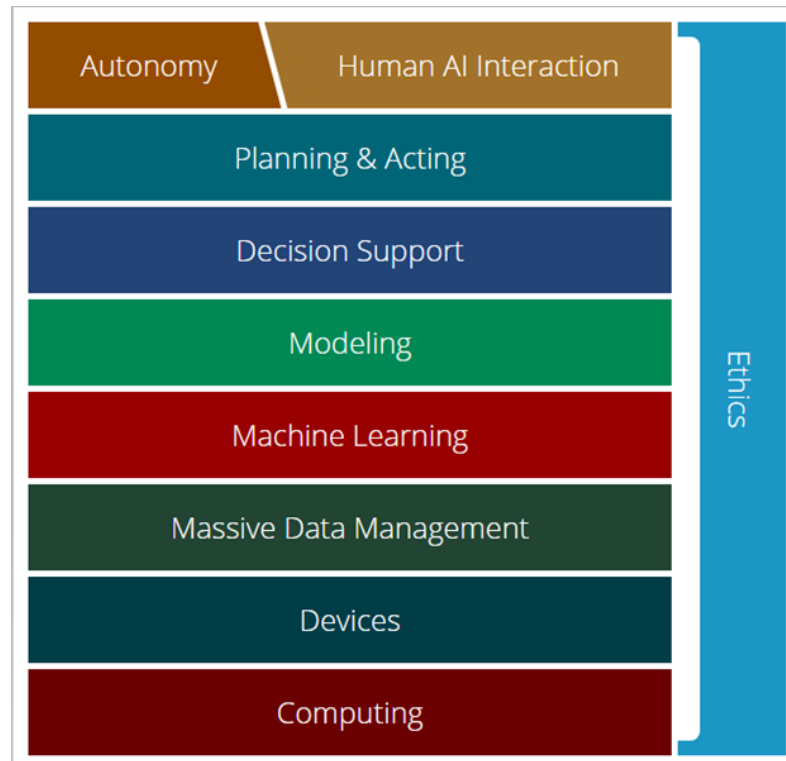 Autonomy
Human AI Interaction
Planning & Acting
Decision Support
Modeling
Machine Learning
Massive Data Management
Devices
Computing
Ethics